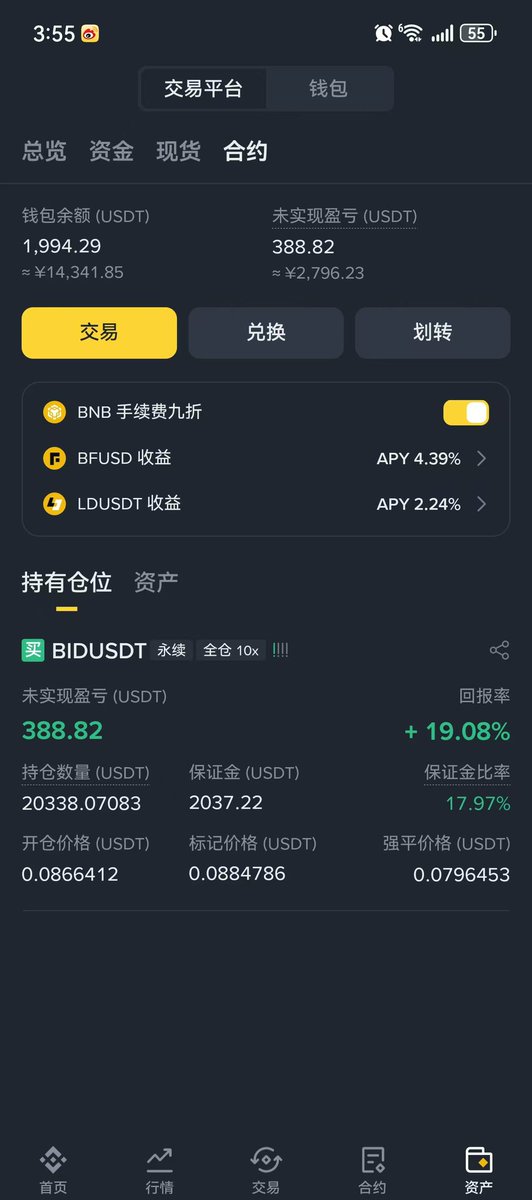 3:55 6 55
交易平台 钱包
总览 资金 现货 合约
钱包余额 (USDT) 未实现盈亏 (USDT)
1,994.29 388.82
≈ ¥14,341.85 ≈ ¥2,796.23
交易 兑换 划转
BNB 手续费九折
BFUSD 收益 APY 4.39%
LDUSDT 收益 APY 2.24%
持有仓位 资产
买 BIDUSDT 永续 全仓 10x !!!!
未实现盈亏 (USDT) 回报率
388.82 + 19.08%
持仓数量 (USDT) 保证金 (USDT) 保证金比率
20338.07083 2037.22 17.97%
开仓价格 (USDT) 标记价格 (USDT) 强平价格 (USDT)
0.0866412 0.0884786 0.0796453
首页 行情 交易 合约 资产